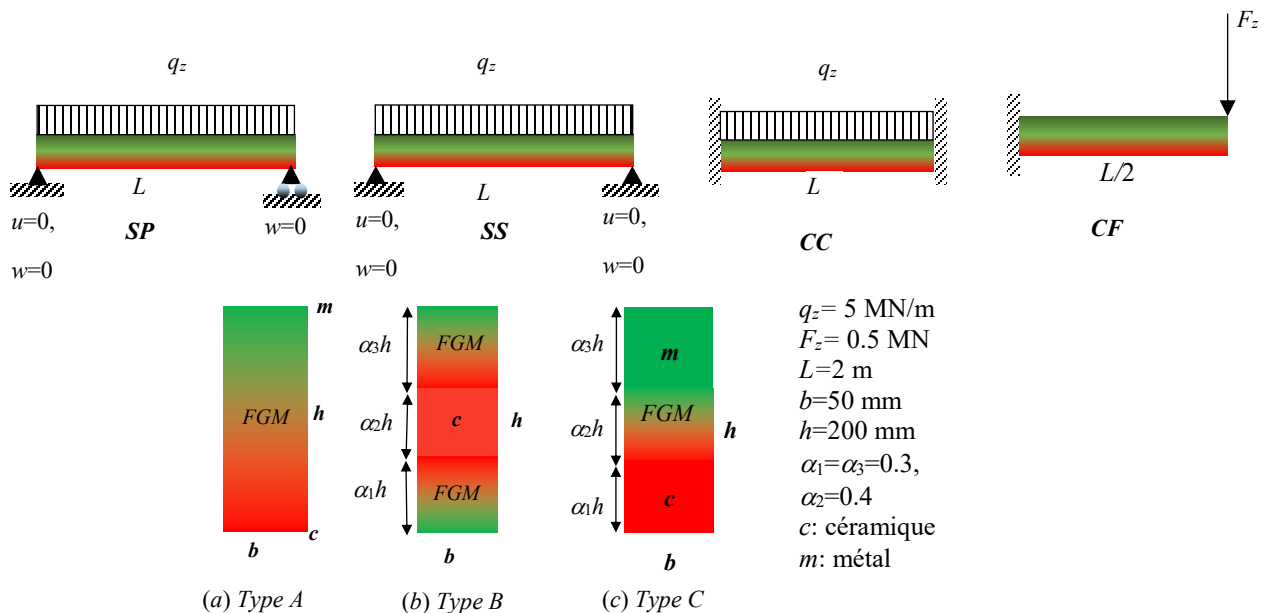 q_z q_z q_z F_z
L L L L/2
u=0, SP w=0 SS u=0, CC CF
w=0 w=0
m
α₃h FGM α₃h m
FGM h α₂h c h α₂h FGM h
α₁h FGM α₁h c
c
b b b
(a) Type A (b) Type B (c) Type C
q_z= 5 MN/m
F_z= 0.5 MN
L=2 m
b=50 mm
h=200 mm
α₁=α₃=0.3,
α₂=0.4
c: céramique
m: métal